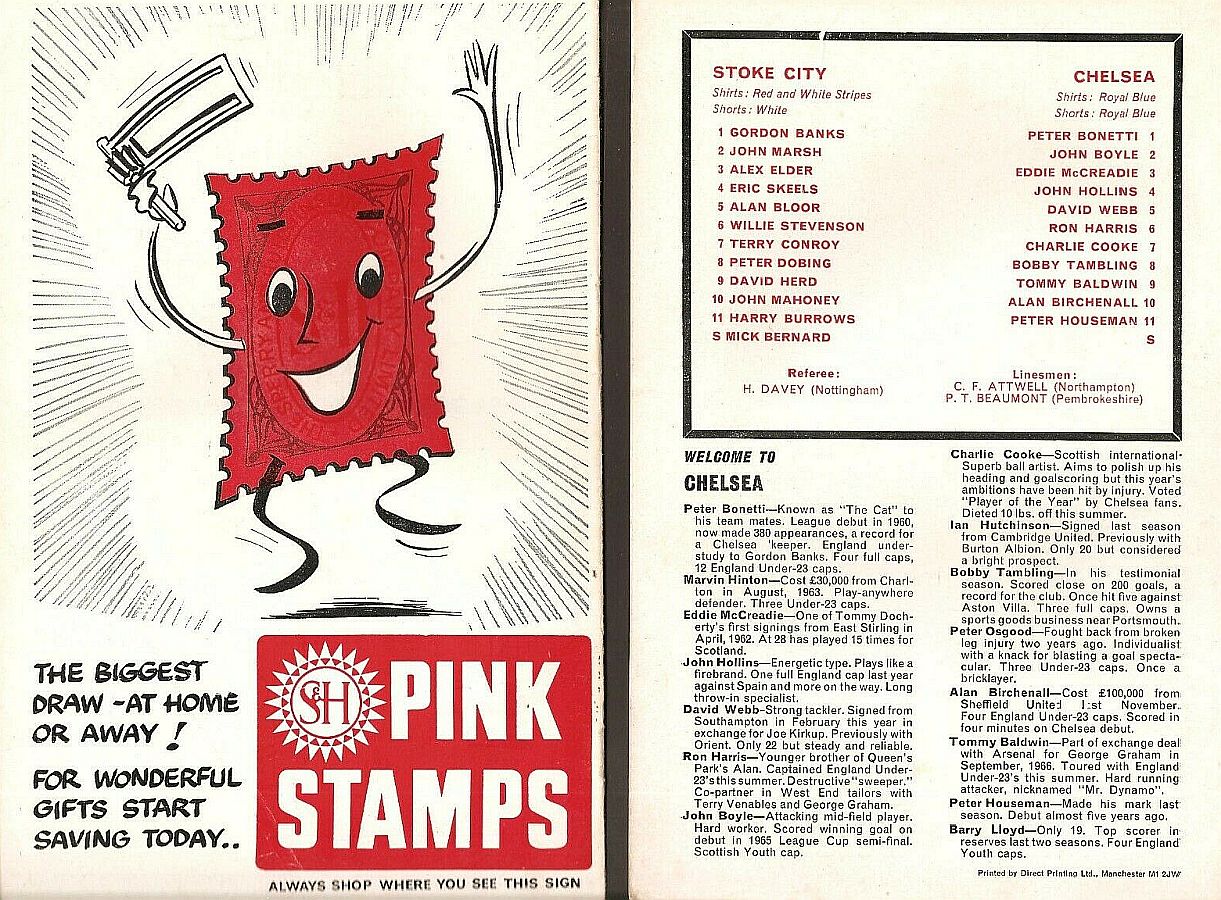 THE BIGGEST
DRAW -AT HOME
OR AWAY !
FOR WONDERFUL
GIFTS START
SAVING TODAY..
S&H
PINK
STAMPS
ALWAYS SHOP WHERE YOU SEE THIS SIGN
STOKE CITY
Shirts: Red and White Stripes
Shorts: White
1 GORDON BANKS
2 JOHN MARSH
3 ALEX ELDER
4 ERIC SKEELS
5 ALAN BLOOR
6 WILLIE STEVENSON
7 TERRY CONROY
8 PETER DOBING
9 DAVID HERD
10 JOHN MAHONEY
11 HARRY BURROWS
S MICK BERNARD
CHELSEA
Shirts: Royal Blue
Shorts: Royal Blue
PETER BONETTI 1
JOHN BOYLE 2
EDDIE McCREADIE 3
JOHN HOLLINS 4
DAVID WEBB 5
RON HARRIS 6
CHARLIE COOKE 7
BOBBY TAMBLING 8
TOMMY BALDWIN 9
ALAN BIRCHENALL 10
PETER HOUSEMAN 11
S
Referee:
H. DAVEY (Nottingham)
Linesmen:
C. F. ATTWELL (Northampton)
P. T. BEAUMONT (Pembrokeshire)
WELCOME TO
CHELSEA
Peter Bonetti—Known as "The Cat" to
his team mates. League debut in 1960,
now made 380 appearances, a record for
a Chelsea 'keeper. England under-
study to Gordon Banks. Four full caps,
12 England Under-23 caps.
Marvin Hinton—Cost £30,000 from Charl-
ton in August, 1963. Play-anywhere
defender. Three Under-23 caps.
Eddie McCreadie—One of Tommy Doch-
erty's first signings from East Stirling in
April, 1962. At 28 has played 15 times for
Scotland.
John Hollins—Energetic type. Plays like a
firebrand. One full England cap last year
against Spain and more on the way. Long
throw-in specialist.
David Webb-Strong tackler. Signed from
Southampton in February this year in
exchange for Joe Kirkup. Previously with
Orient. Only 22 but steady and reliable.
Ron Harris—Younger brother of Queen's
Park's Alan. Captained England Under-
23's this summer. Destructive "sweeper."
Co-partner in West End tailors with
Terry Venables and George Graham.
John Boyle—Attacking mid-field player.
Hard worker. Scored winning goal on
debut in 1965 League Cup semi-final.
Scottish Youth cap.
Charlie Cooke—Scottish international-
Superb ball artist. Aims to polish up his
heading and goalscoring but this year's
ambitions have been hit by injury. Voted
"Player of the Year" by Chelsea fans.
Dieted 10 lbs. off this summer.
Ian Hutchinson—Signed last season
from Cambridge United. Previously with
Burton Albion. Only 20 but considered
a bright prospect.
Bobby Tambling—In his testimonial
season. Scored close on 200 goals, a
record for the club. Once hit five against
Aston Villa. Three full caps. Owns a
sports goods business near Portsmouth.
Peter Osgood—Fought back from broken
leg injury two years ago. Individualist
with a knack for blasting a goal specta-
cular. Three Under-23 caps. Once a
bricklayer.
Alan Birchenall—Cost £100,000 from
Sheffield United last November.
Four England Under-23 caps. Scored in
four minutes on Chelsea debut.
Tommy Baldwin—Part of exchange deal
with Arsenal for George Graham in
September, 1966. Toured with England
Under-23's this summer. Hard running
attacker, nicknamed "Mr. Dynamo".
Peter Houseman—Made his mark last
season. Debut almost five years ago.
Barry Lloyd—Only 19. Top scorer in
reserves last two seasons. Four England
Youth caps.
Printed by Direct Printing Ltd., Manchester M1 2JW